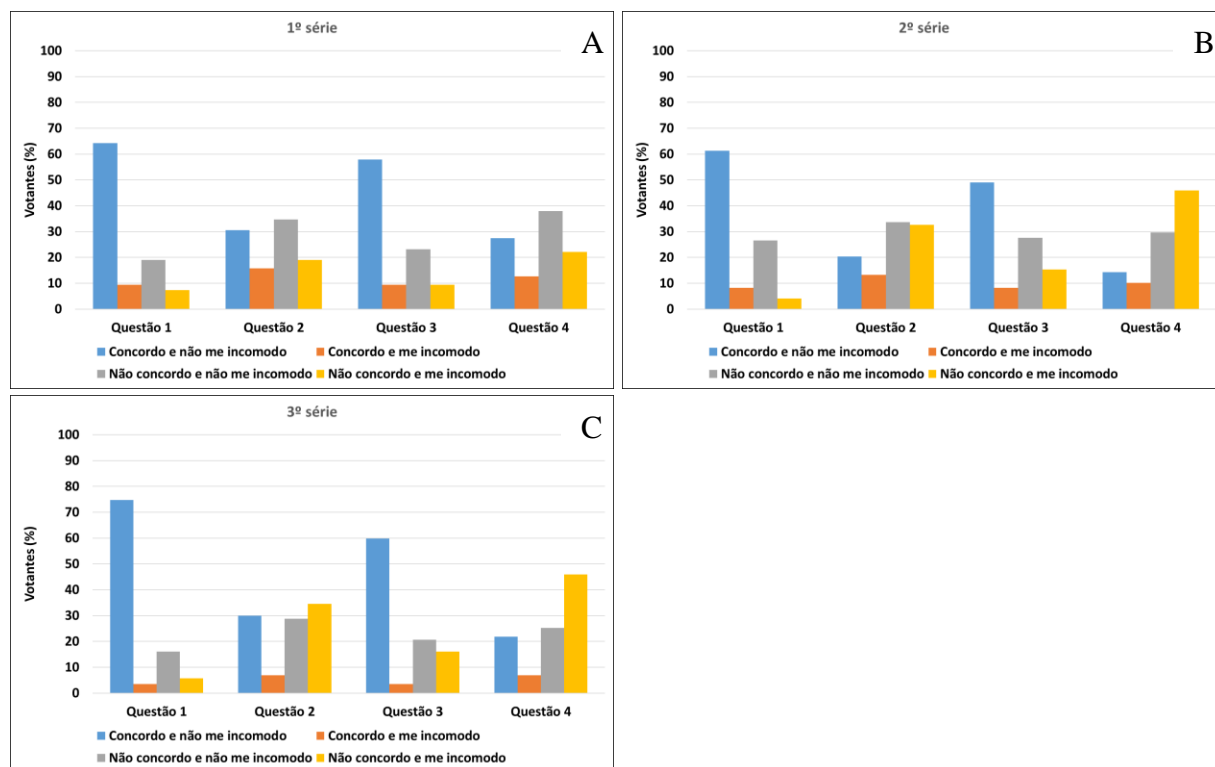 1º série
A
100
90
80
70
60
50
40
30
20
10
0
Votantes (%)
Questão 1 Questão 2 Questão 3 Questão 4
Concordo e não me incomodo Concordo e me incomodo
Não concordo e não me incomodo Não concordo e me incomodo
2º série
B
100
90
80
70
60
50
40
30
20
10
0
Votantes (%)
Questão 1 Questão 2 Questão 3 Questão 4
Concordo e não me incomodo Concordo e me incomodo
Não concordo e não me incomodo Não concordo e me incomodo
3º série
C
100
90
80
70
60
50
40
30
20
10
0
Votantes (%)
Questão 1 Questão 2 Questão 3 Questão 4
Concordo e não me incomodo Concordo e me incomodo
Não concordo e não me incomodo Não concordo e me incomodo